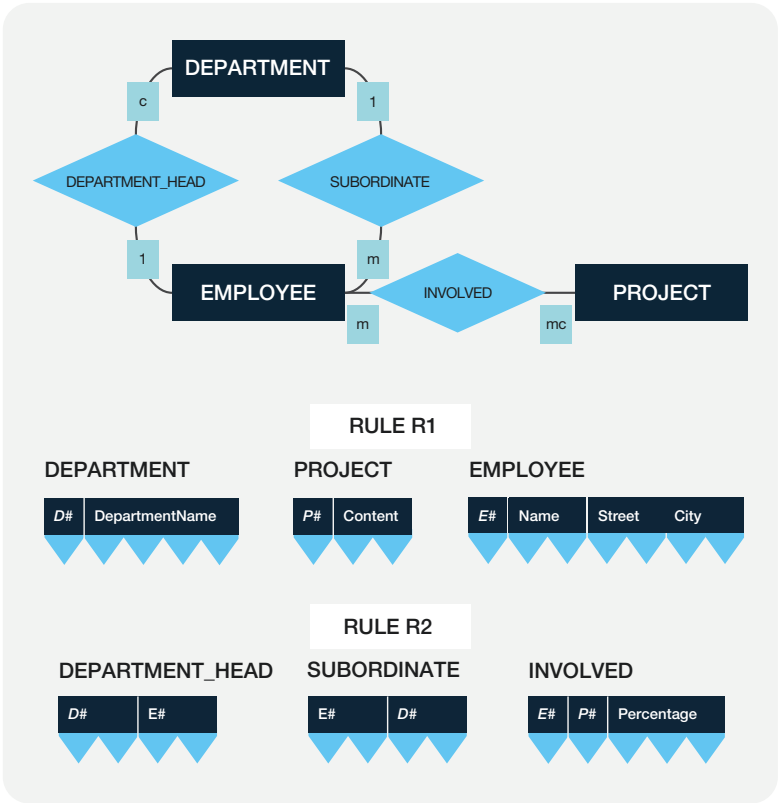 DEPARTMENT
c
1
DEPARTMENT_HEAD
SUBORDINATE
1
m
EMPLOYEE
INVOLVED
PROJECT
m
mc
RULE R1
DEPARTMENT
PROJECT
EMPLOYEE
D# DepartmentName
P# Content
E# Name Street City
RULE R2
DEPARTMENT_HEAD
SUBORDINATE
INVOLVED
D# E#
E# D#
E# P# Percentage